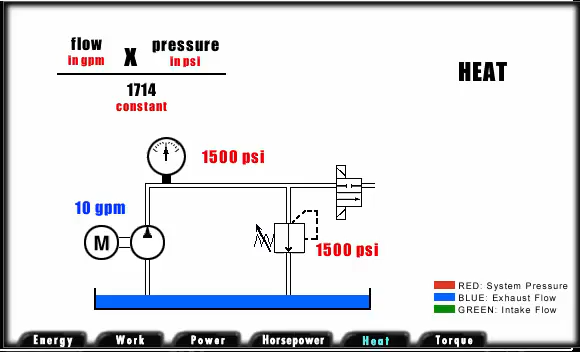 flow X pressure
in gpm in psi
1714
constant
HEAT
1500 psi
10 gpm
M
1500 psi
RED: System Pressure
BLUE: Exhaust Flow
GREEN: Intake Flow
Energy Work Power Horsepower Heat Torque